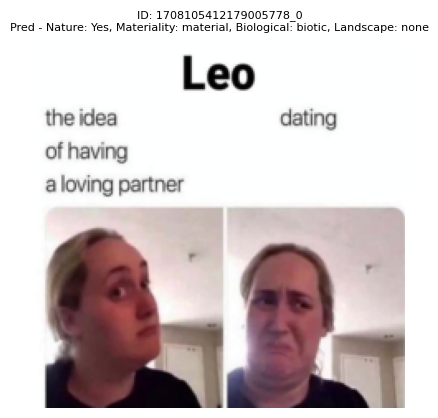 ID: 1708105412179005778_0
Pred - Nature: Yes, Materiality: material, Biological: biotic, Landscape: none
Leo
the idea
of having
a loving partner
dating